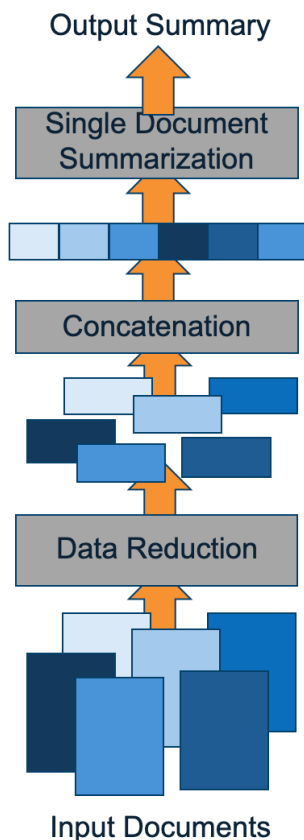 Output Summary
Single Document
Summarization
Concatenation
Data Reduction
Input Documents